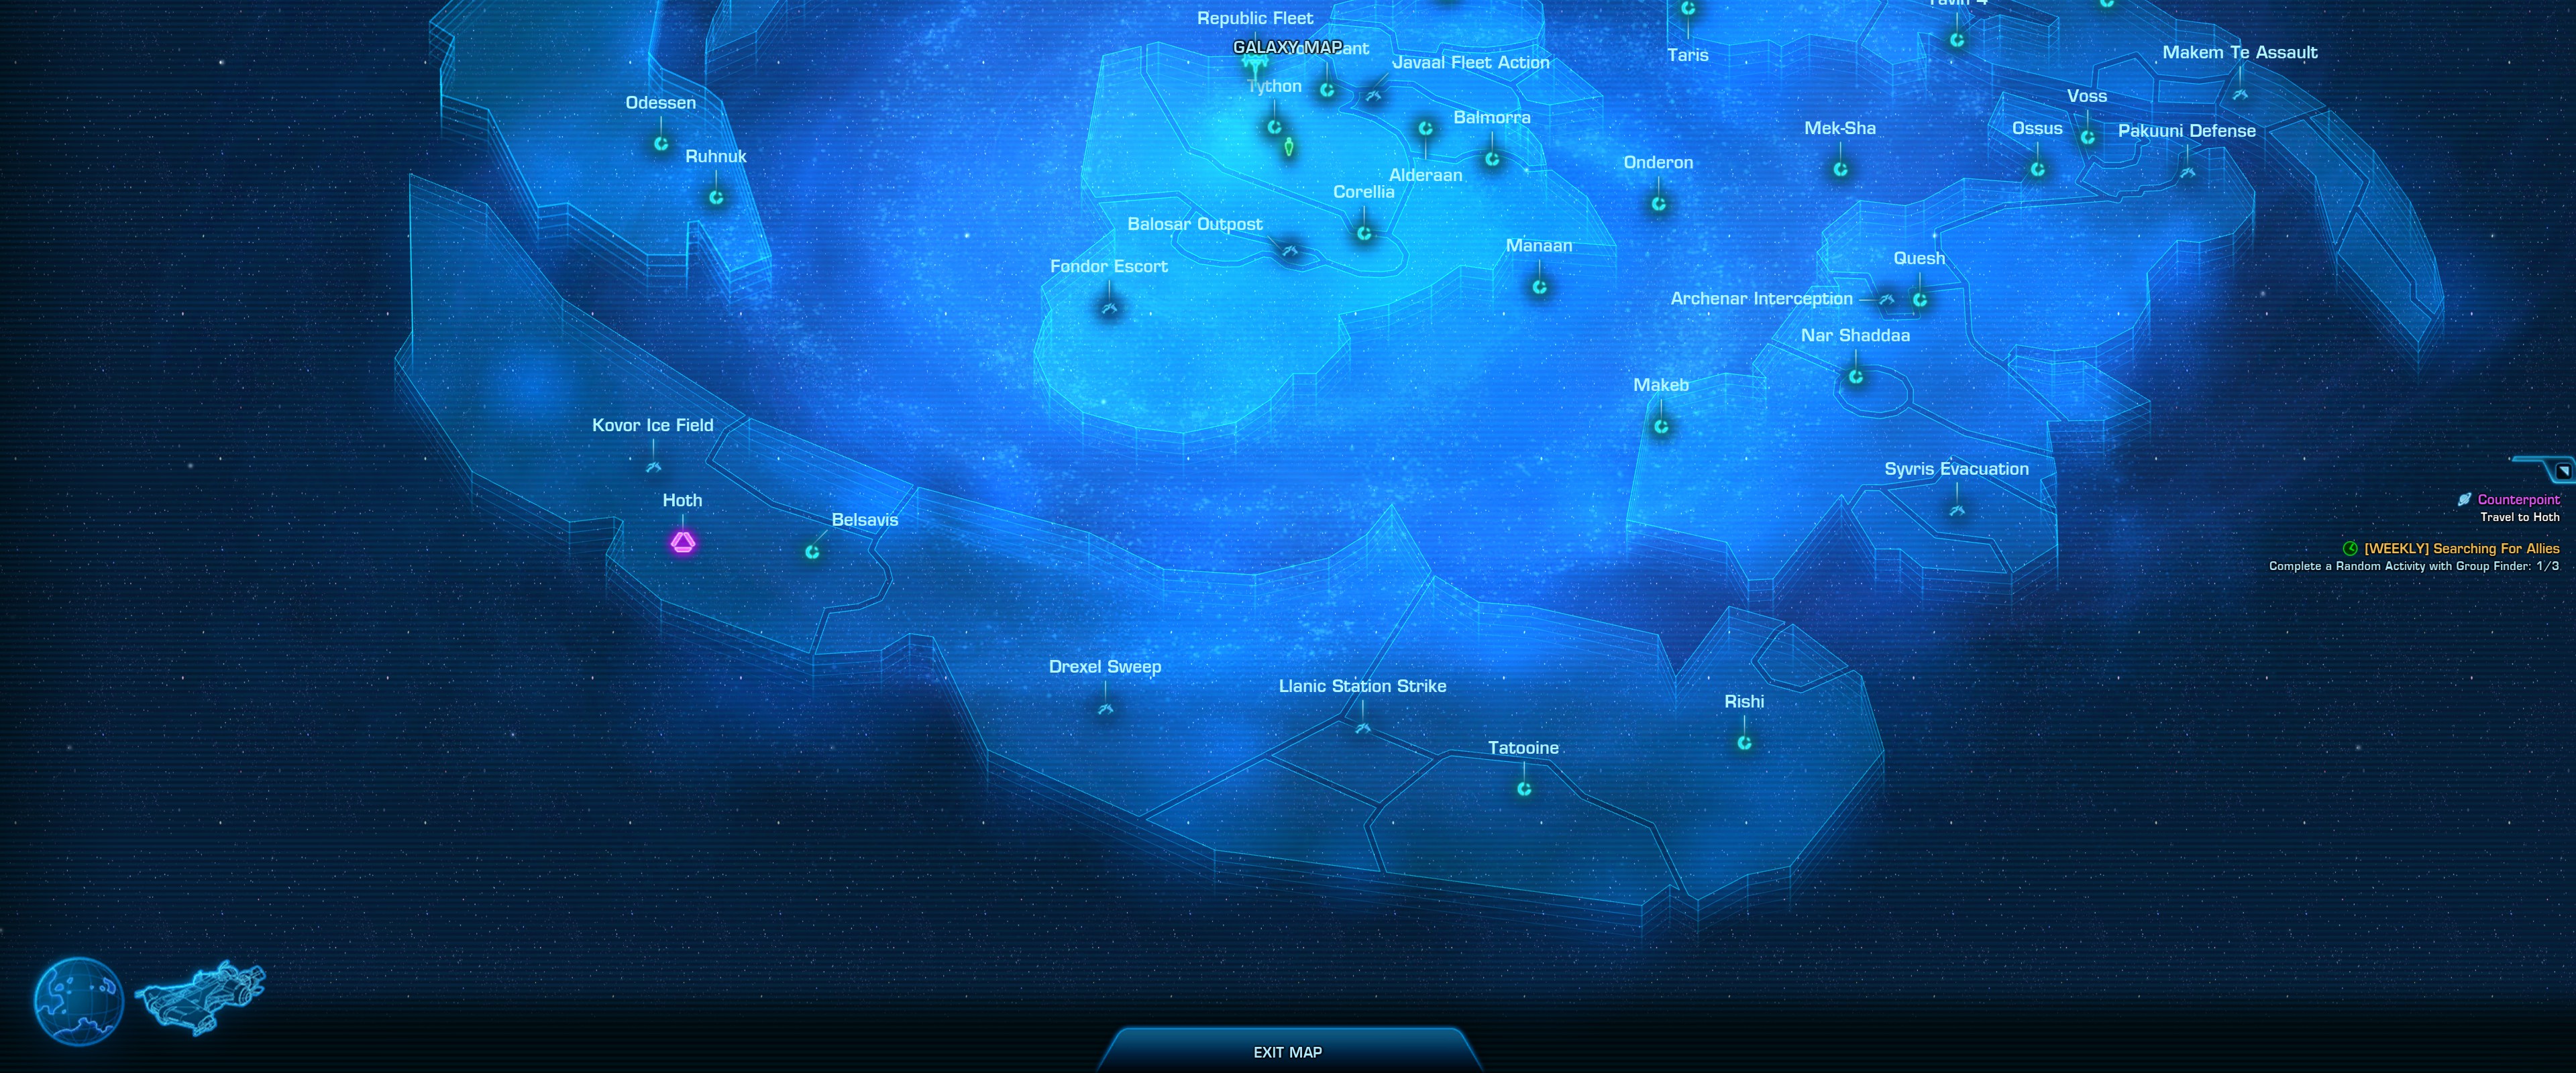 Republic Fleet
GALAXY MAP
Javaal Fleet Action
Taris
Makem Te Assault
Tython
Odessen
Voss
Balmorra
Mek-Sha
Ossus
Pakuuni Defense
Ruhnuk
Onderon
Alderaan
Corellia
Balosar Outpost
Manaan
Quesh
Fondor Escort
Archenar Interception
Nar Shaddaa
Makeb
Kovor Ice Field
Syvris Evacuation
Hoth
Belsavis
Counterpoint
Travel to Hoth
[WEEKLY] Searching For Allies
Complete a Random Activity with Group Finder: 1/3
Drexel Sweep
Llanic Station Strike
Rishi
Tatooine
EXIT MAP